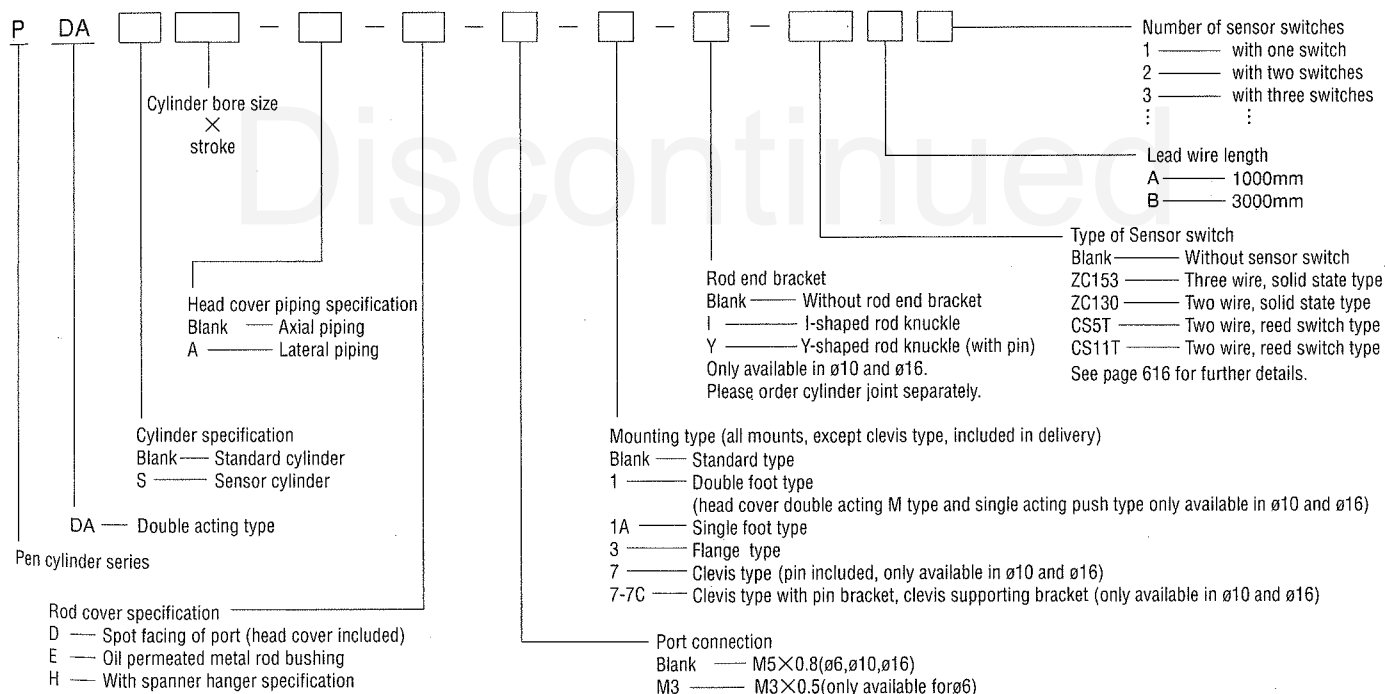 P DA □ □ - □ - □ - □ - □ - □ - □ □ □
Number of sensor switches
1 —— with one switch
2 —— with two switches
3 —— with three switches
⋮ ⋮
Cylinder bore size
×
stroke
Discontinued
Lead wire length
A —— 1000mm
B —— 3000mm
Type of Sensor switch
Blank —— Without sensor switch
ZC153 —— Three wire, solid state type
ZC130 —— Two wire, solid state type
CS5T —— Two wire, reed switch type
CS11T —— Two wire, reed switch type
See page 616 for further details.
Rod end bracket
Blank —— Without rod end bracket
I —— I-shaped rod knuckle
Y —— Y-shaped rod knuckle (with pin)
Only available in ø10 and ø16.
Please order cylinder joint separately.
Head cover piping specification
Blank —— Axial piping
A —— Lateral piping
Cylinder specification
Blank —— Standard cylinder
S —— Sensor cylinder
Mounting type (all mounts, except clevis type, included in delivery)
Blank —— Standard type
1 —— Double foot type
(head cover double acting M type and single acting push type only available in ø10 and ø16)
1A —— Single foot type
3 —— Flange type
7 —— Clevis type (pin included, only available in ø10 and ø16)
7-7C —— Clevis type with pin bracket, clevis supporting bracket (only available in ø10 and ø16)
DA —— Double acting type
Pen cylinder series
Rod cover specification
D —— Spot facing of port (head cover included)
E —— Oil permeated metal rod bushing
H —— With spanner hanger specification
Port connection
Blank —— M5×0.8(ø6,ø10,ø16)
M3 —— M3×0.5(only available forø6)